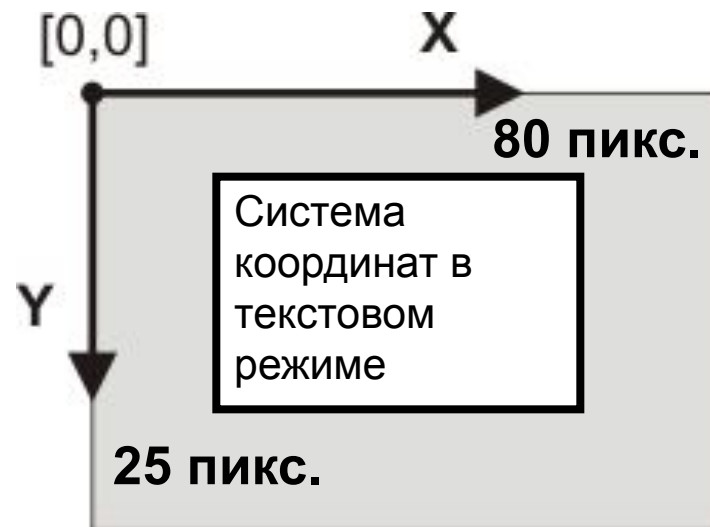 [0,0]
X
80 пикс.
Система
координат в
текстовом
режиме
Y
25 пикс.